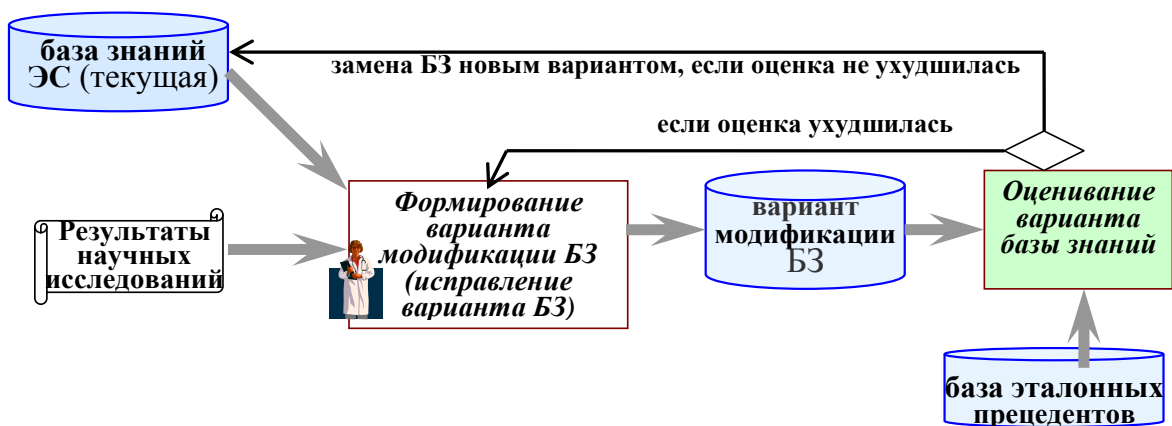 база знаний
ЭС (текущая)
замена БЗ новым вариантом, если оценка не ухудшилась
если оценка ухудшилась
Результаты
научных
исследований
Формирование
варианта
модификации БЗ
(исправление
варианта БЗ)
вариант
модификации
БЗ
Оценивание
варианта
базы знаний
база эталонных
прецедентов